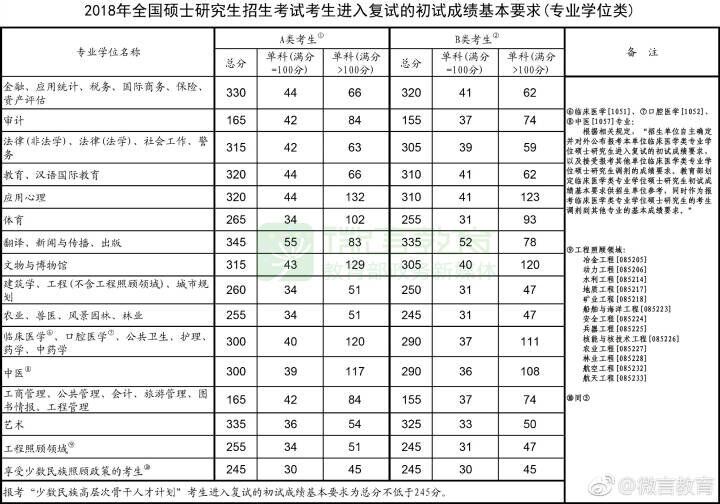 2018年全国硕士研究生招生考试考生进入复试的初试成绩基本要求(专业学位类)
专业学位名称 A类考生① B类考生② 备 注
总分 单科(满分=100分) 单科(满分>100分) 总分 单科(满分=100分) 单科(满分>100分)
金融、应用统计、税务、国际商务、保险、
资产评估 330 44 66 320 41 62
审计 165 42 84 155 37 74
法律(非法学)、法律(法学)、社会工作、警
务 315 42 63 305 39 59
教育、汉语国际教育 320 44 66 310 41 62
应用心理 320 44 132 310 41 123
体育 265 34 102 255 31 93
翻译、新闻与传播、出版 345 55 83 335 52 78
文物与博物馆 315 43 129 305 40 120
建筑学、工程(不含工程照顾领域)、城市规
划 260 34 51 250 31 47
农业、兽医、风景园林、林业 255 34 51 245 31 47
临床医学⑥、口腔医学⑦、公共卫生、护理、
药学、中药学 300 40 120 290 37 111
中医⑧ 300 39 117 290 36 108
工商管理、公共管理、会计、旅游管理、图
书情报、工程管理 165 42 84 155 37 74
艺术 335 36 54 325 33 50
工程照顾领域⑨ 255 34 51 245 31 47
享受少数民族照顾政策的考生⑩ 245 30 45 245 30 45
报考“少数民族高层次骨干人才计划”考生进入复试的初试成绩基本要求为总分不低于245分。
⑥临床医学[1051]、⑦口腔医学[1052]、
⑧中医[1057]专业:
根据相关规定,“招生单位自主确定
并对外公布报考本单位临床医学类专业学
位硕士研究生进入复试的初试成绩要求,
以及接受报考其他单位临床医学类专业学
位硕士研究生调剂的成绩要求。教育部划
定临床医学类专业学位硕士研究生初试成
绩基本要求供招生单位参考,同时作为报
考临床医学类专业学位硕士研究生的考生
调剂到其他专业的基本成绩要求。”
⑨工程照顾领域:
冶金工程[085205]
动力工程[085206]
水利工程[085214]
地质工程[085217]
矿业工程[085218]
船舶与海洋工程[085223]
安全工程[085224]
兵器工程[085225]
核能与核技术工程[085226]
农业工程[085227]
林业工程[085228]
航空工程[085232]
航天工程[085233]
⑩同⑤
微言教育
教育部政务新媒体
@微言教育